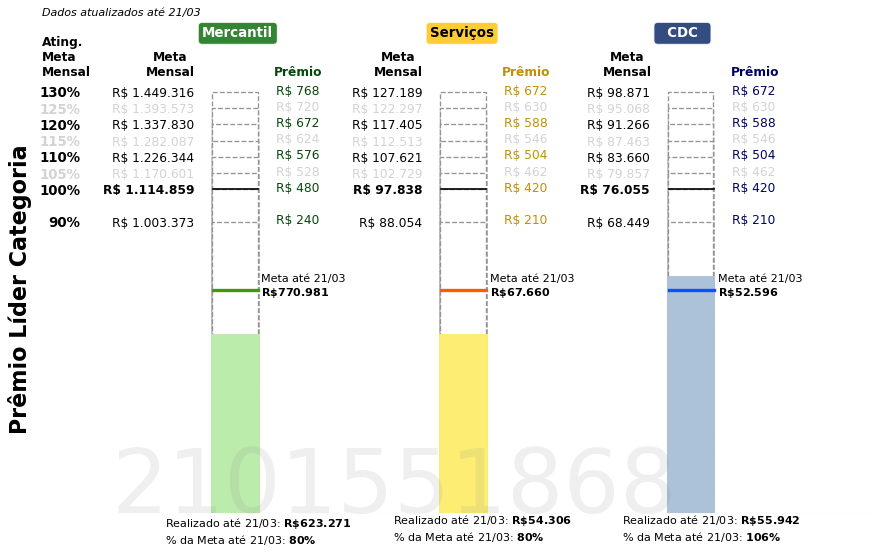 Dados atualizados até 21/03
Mercantil Serviços CDC
Ating. Meta Mensal Meta Mensal Prêmio Meta Mensal Prêmio Meta Mensal Prêmio
130% R$ 1.449.316 R$ 768 R$ 127.189 R$ 672 R$ 98.871 R$ 672
125% R$ 1.393.573 R$ 720 R$ 122.297 R$ 630 R$ 95.068 R$ 630
120% R$ 1.337.830 R$ 672 R$ 117.405 R$ 588 R$ 91.266 R$ 588
115% R$ 1.282.087 R$ 624 R$ 112.513 R$ 546 R$ 87.463 R$ 546
110% R$ 1.226.344 R$ 576 R$ 107.621 R$ 504 R$ 83.660 R$ 504
105% R$ 1.170.601 R$ 528 R$ 102.729 R$ 462 R$ 79.857 R$ 462
100% R$ 1.114.859 R$ 480 R$ 97.838 R$ 420 R$ 76.055 R$ 420
90% R$ 1.003.373 R$ 240 R$ 88.054 R$ 210 R$ 68.449 R$ 210
Meta até 21/03 Meta até 21/03 Meta até 21/03
R$770.981 R$67.660 R$52.596
Prêmio Líder Categoria
2101551868
Realizado até 21/03: R$623.271 Realizado até 21/03: R$54.306 Realizado até 21/03: R$55.942
% da Meta até 21/03: 80% % da Meta até 21/03: 80% % da Meta até 21/03: 106%